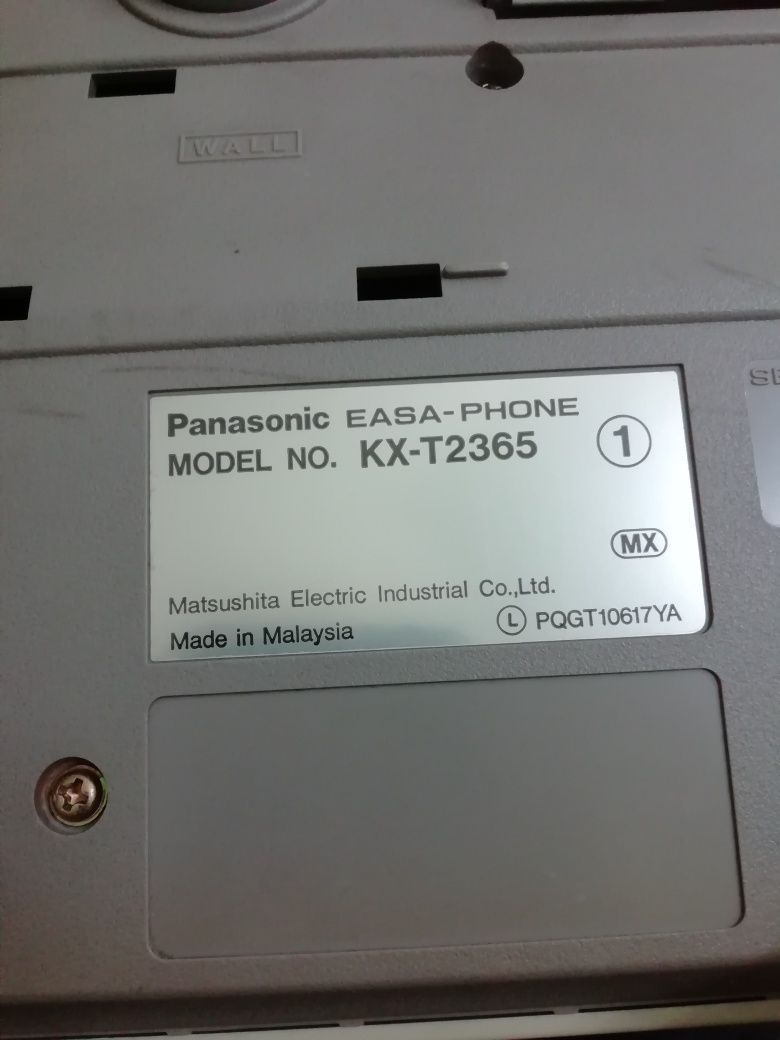 WALL
Panasonic EASA-PHONE
MODEL NO. KX-T2365
1
MX
Matsushita Electric Industrial Co.,Ltd.
Made in Malaysia
L PQGT10617YA